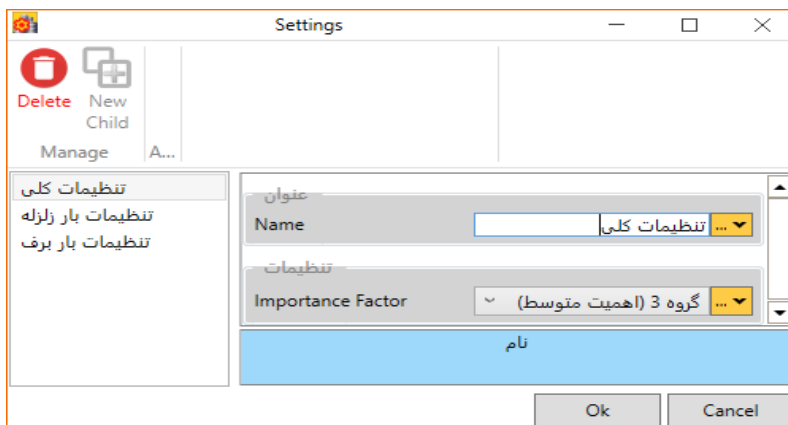 Settings
Delete
New Child
Manage
A...
تنظیمات کلی
تنظیمات بار زلزله
تنظیمات بار برف
عنوان
Name
تنظیمات کلی
...
تنظیمات
Importance Factor
گروه 3 (اهمیت متوسط)
...
نام
Ok
Cancel